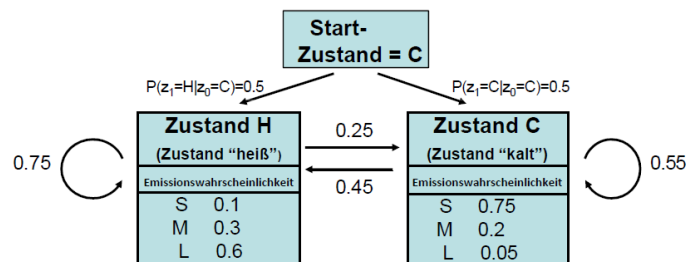 Start-
Zustand = C
P(z₁=H|z₀=C)=0.5
P(z₁=C|z₀=C)=0.5
Zustand H
(Zustand “heiß”)
Emissionswahrscheinlichkeit
S 0.1
M 0.3
L 0.6
0.75
0.25
0.45
Zustand C
(Zustand “kalt”)
Emissionswahrscheinlichkeit
S 0.75
M 0.2
L 0.05
0.55